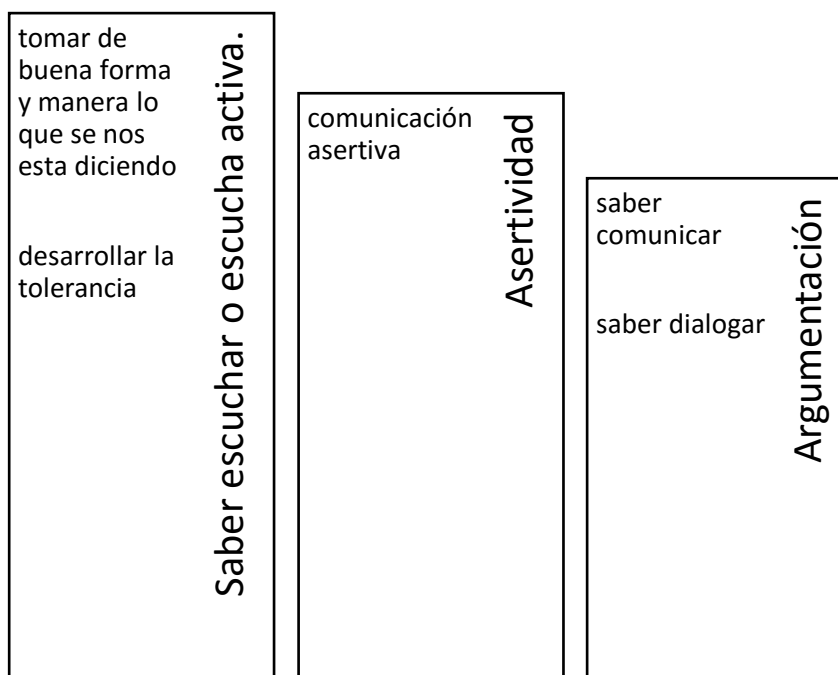 tomar de
buena forma
y manera lo
que se nos
esta diciendo
desarrollar la
tolerancia
Saber escuchar o escucha activa.
comunicación
asertiva
Asertividad
saber
comunicar
saber dialogar
Argumentación